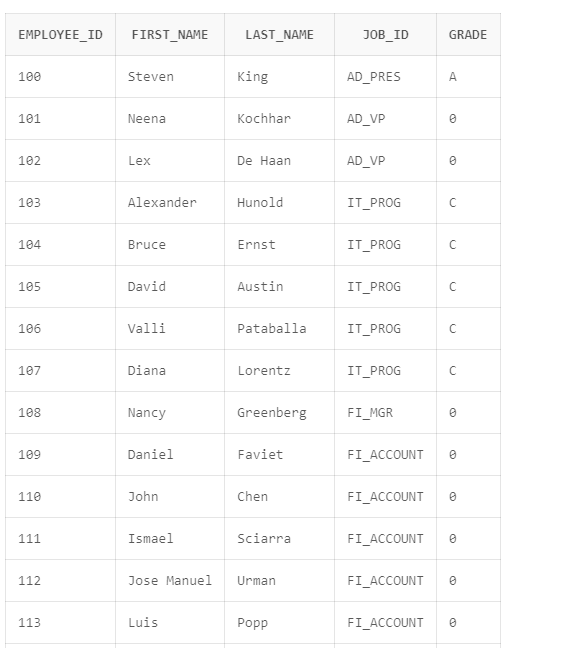 EMPLOYEE_ID FIRST_NAME LAST_NAME JOB_ID GRADE
100 Steven King AD_PRES A
101 Neena Kochhar AD_VP 0
102 Lex De Haan AD_VP 0
103 Alexander Hunold IT_PROG C
104 Bruce Ernst IT_PROG C
105 David Austin IT_PROG C
106 Valli Pataballa IT_PROG C
107 Diana Lorentz IT_PROG C
108 Nancy Greenberg FI_MGR 0
109 Daniel Faviet FI_ACCOUNT 0
110 John Chen FI_ACCOUNT 0
111 Ismael Sciarra FI_ACCOUNT 0
112 Jose Manuel Urman FI_ACCOUNT 0
113 Luis Popp FI_ACCOUNT 0